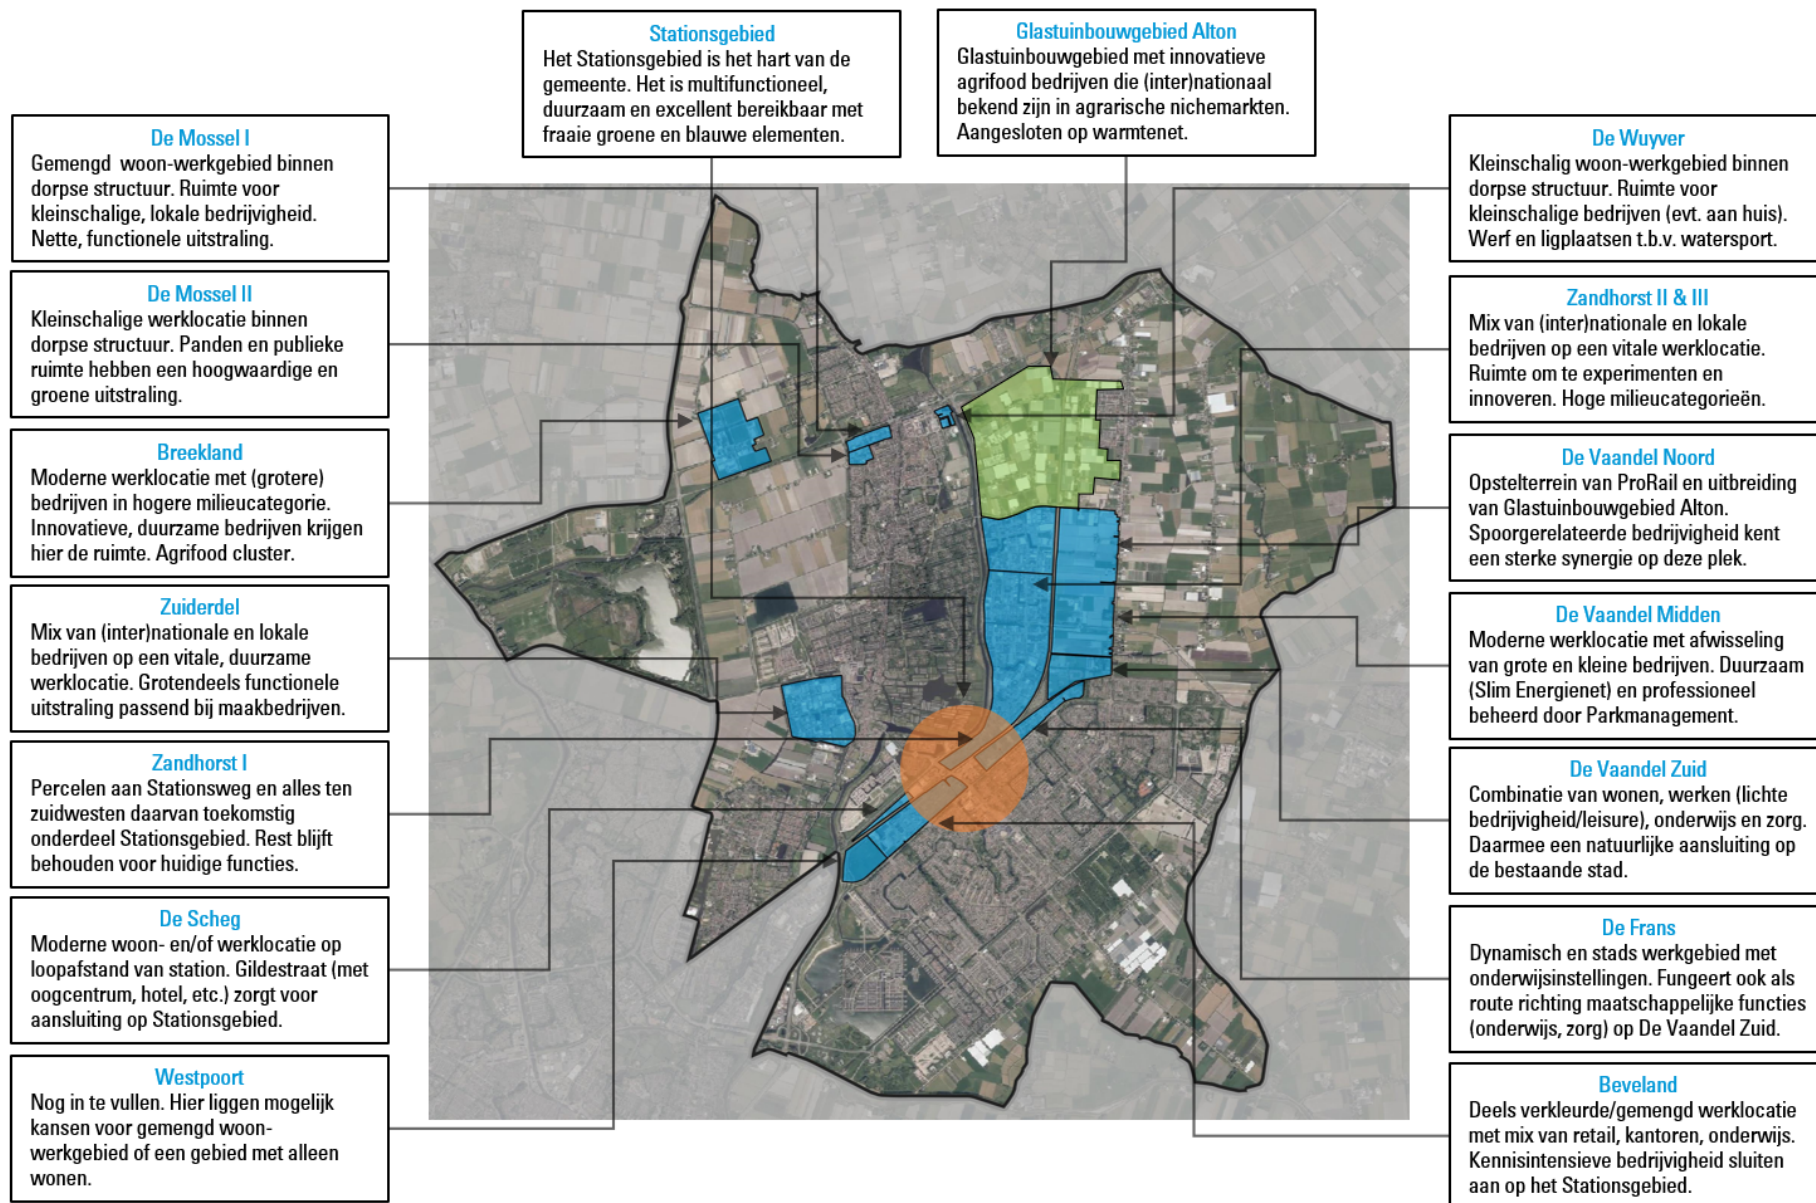 Stationsgebied
Het Stationsgebied is het hart van de
gemeente. Het is multifunctioneel,
duurzaam en excellent bereikbaar met
fraaie groene en blauwe elementen.
Glastuinbouwgebied Alton
Glastuinbouwgebied met innovatieve
agrifood bedrijven die (inter)nationaal
bekend zijn in agrarische nichemarkten.
Aangesloten op warmtenet.
De Mossel I
Gemengd woon-werkgebied binnen
dorpse structuur. Ruimte voor
kleinschalige, lokale bedrijvigheid.
Nette, functionele uitstraling.
De Mossel II
Kleinschalige werklocatie binnen
dorpse structuur. Panden en publieke
ruimte hebben een hoogwaardige en
groene uitstraling.
Breekland
Moderne werklocatie met (grotere)
bedrijven in hogere milieucategorie.
Innovatieve, duurzame bedrijven krijgen
hier de ruimte. Agrifood cluster.
Zuiderdel
Mix van (inter)nationale en lokale
bedrijven op een vitale, duurzame
werklocatie. Grotendeels functionele
uitstraling passend bij maakbedrijven.
Zandhorst I
Percelen aan Stationsweg en alles ten
zuidwesten daarvan toekomstig
onderdeel Stationsgebied. Rest blijft
behouden voor huidige functies.
De Scheg
Moderne woon- en/of werklocatie op
loopafstand van station. Gildestraat (met
oogcentrum, hotel, etc.) zorgt voor
aansluiting op Stationsgebied.
Westpoort
Nog in te vullen. Hier liggen mogelijk
kansen voor gemengd woon-
werkgebied of een gebied met alleen
wonen.
De Wuyver
Kleinschalig woon-werkgebied binnen
dorpse structuur. Ruimte voor
kleinschalige bedrijven (evt. aan huis).
Werf en ligplaatsen t.b.v. watersport.
Zandhorst II & III
Mix van (inter)nationale en lokale
bedrijven op een vitale werklocatie.
Ruimte om te experimenten en
innoveren. Hoge milieucategorieën.
De Vaandel Noord
Opstelterrein van ProRail en uitbreiding
van Glastuinbouwgebied Alton.
Spoorgerelateerde bedrijvigheid kent
een sterke synergie op deze plek.
De Vaandel Midden
Moderne werklocatie met afwisseling
van grote en kleine bedrijven. Duurzaam
(Slim Energienet) en professioneel
beheerd door Parkmanagement.
De Vaandel Zuid
Combinatie van wonen, werken (lichte
bedrijvigheid/leisure), onderwijs en zorg.
Daarmee een natuurlijke aansluiting op
de bestaande stad.
De Frans
Dynamisch en stads werkgebied met
onderwijsinstellingen. Fungeert ook als
route richting maatschappelijke functies
(onderwijs, zorg) op De Vaandel Zuid.
Beveland
Deels verkleurde/gemengd werklocatie
met mix van retail, kantoren, onderwijs.
Kennisintensieve bedrijvigheid sluiten
aan op het Stationsgebied.